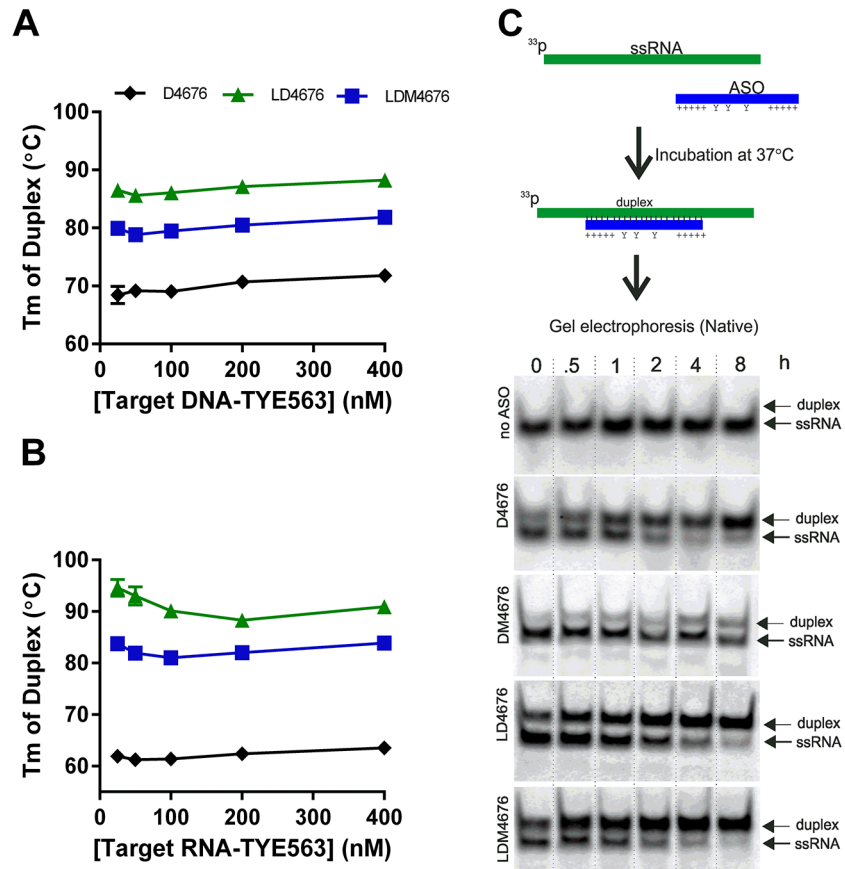 A
D4676 LD4676 LDM4676
100
90
80
70
60
Tm of Duplex (°C)
0 100 200 300 400
[Target DNA-TYE563] (nM)
B
100
90
80
70
60
Tm of Duplex (°C)
0 100 200 300 400
[Target RNA-TYE563] (nM)
C
33p ssRNA
ASO
+++++ Y Y Y +++++
Incubation at 37°C
33p duplex
+++++ Y Y Y +++++
Gel electrophoresis (Native)
0 .5 1 2 4 8 h
no ASO
duplex
ssRNA
D4676
duplex
ssRNA
DM4676
duplex
ssRNA
LD4676
duplex
ssRNA
LDM4676
duplex
ssRNA